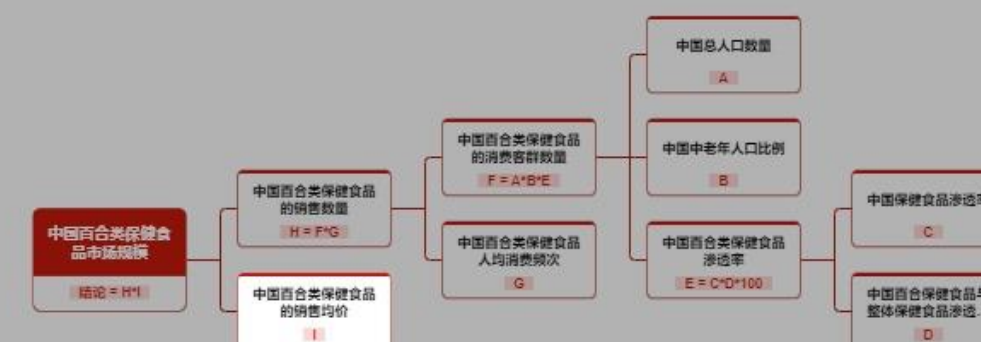 中国总人口数量
A
中国百合类保健食品
的消费客群数量
F = A*B*E
中国中老年人口比例
B
中国百合类保健食品
的销售数量
H = F*G
中国保健食品渗透率
C
中国百合类保健食
品市场规模
结论 = H*I
中国百合类保健食品
人均消费频次
G
中国百合类保健食品
渗透率
E = C*D*100
中国百合类保健食品
的销售均价
I
中国百合保健食品与
整体保健食品渗透...
D